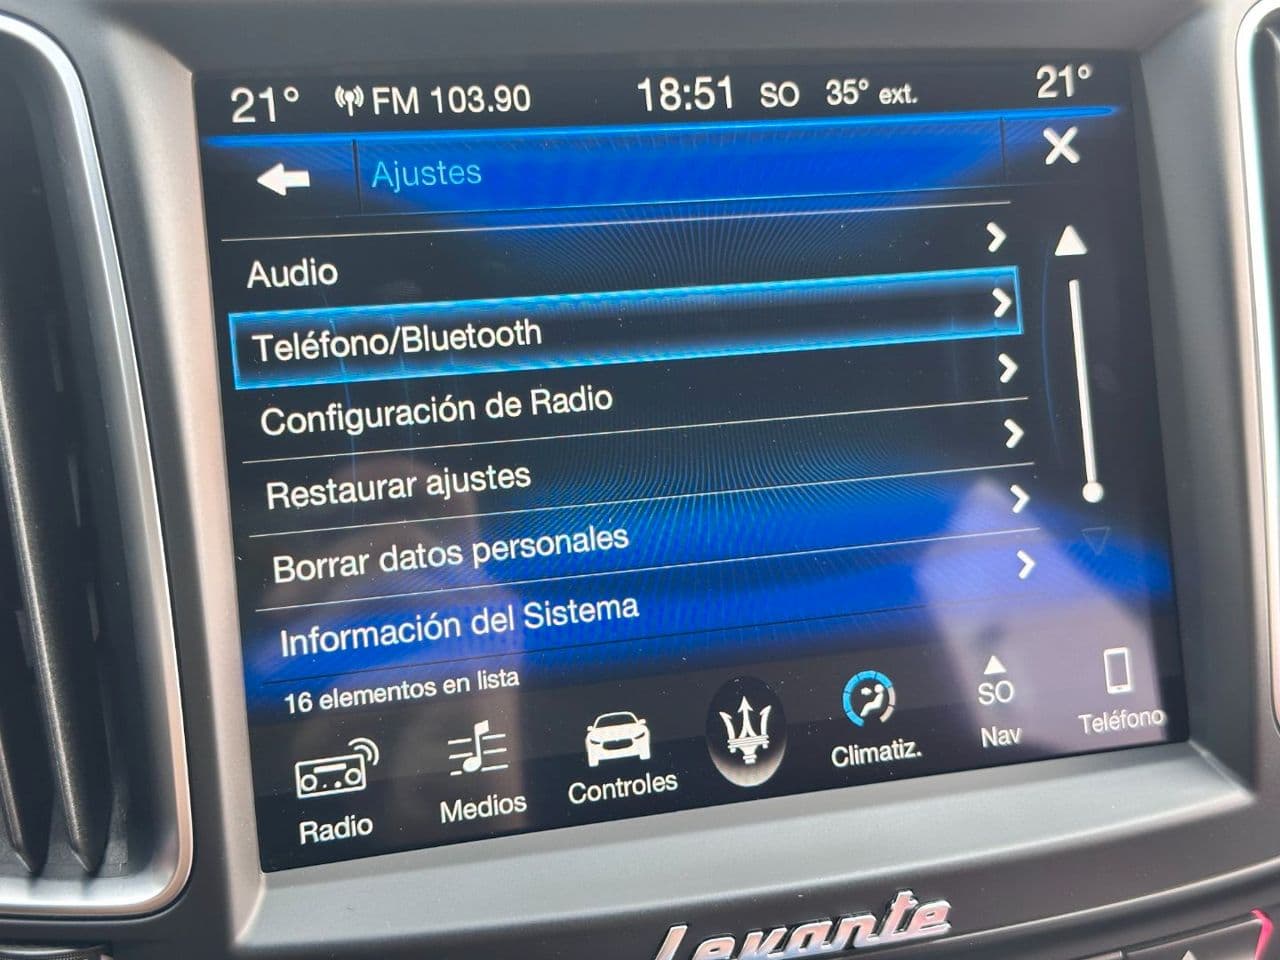 21° FM 103.90 18:51 SO 35° ext. 21°
Ajustes
Audio
Teléfono/Bluetooth
Configuración de Radio
Restaurar ajustes
Borrar datos personales
Información del Sistema
16 elementos en lista
Radio
Medios
Controles
Climatiz.
SO
Nav
Teléfono
Levante